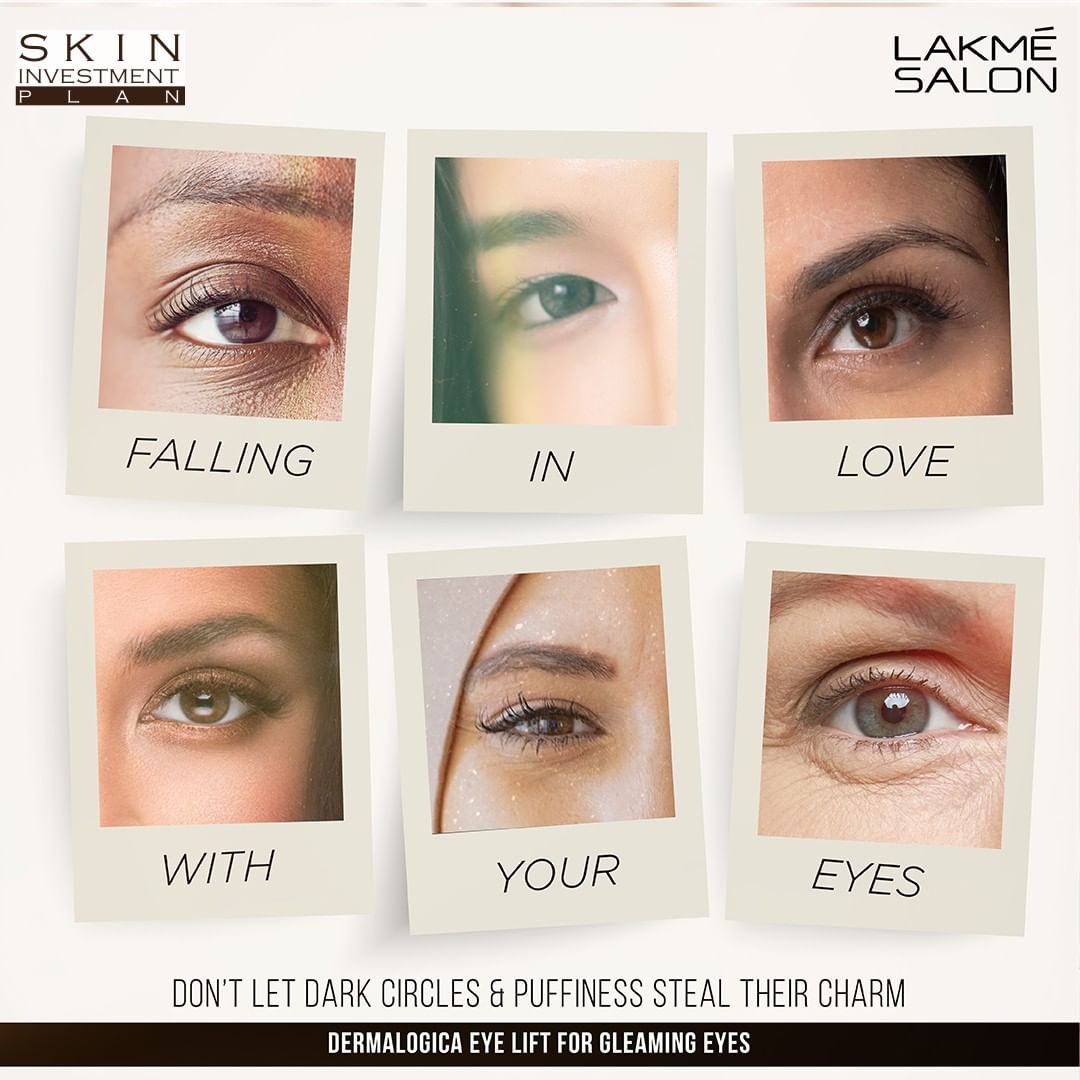 SKIN
INVESTMENT
PLAN
LAKMÉ
SALON
FALLING
IN
LOVE
WITH
YOUR
EYES
DON'T LET DARK CIRCLES & PUFFINESS STEAL THEIR CHARM
DERMALOGICA EYE LIFT FOR GLEAMING EYES